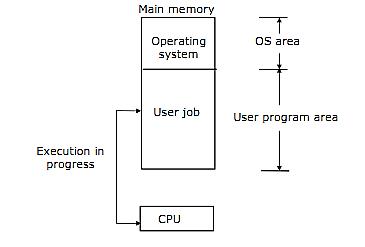 Main memory
Operating
system
OS area
User job
User program area
Execution in
progress
CPU